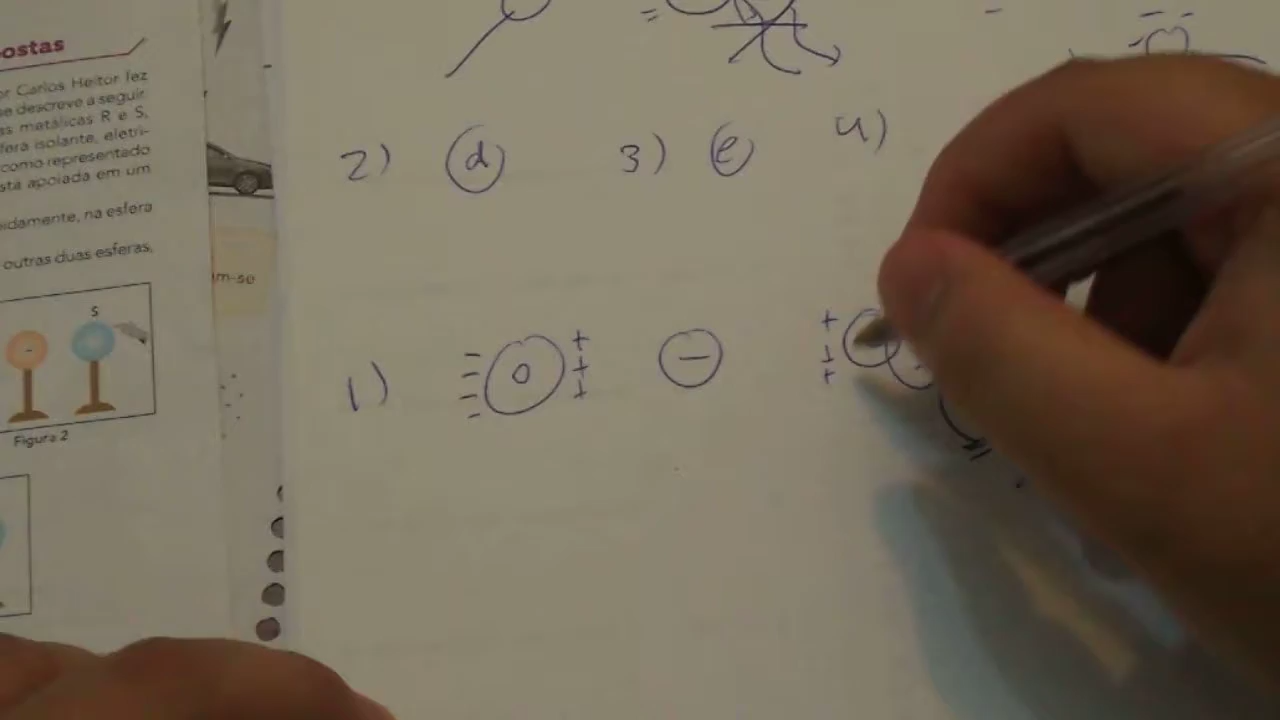 ostas
or Carlos Heitor fez
se descreve a seguir.
as metálicas R e S,
fera isolante, eletri-
como representado
sta apoiada em um
idamente, na esfera
outras duas esferas,
m-se
S
-
Figura 2
2) d 3) e 4)
1) 0 + + + -
+ + +